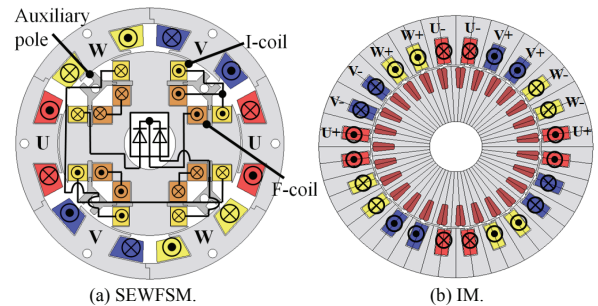 Auxiliary
pole
W
V
I-coil
U
U
F-coil
V
W
(a) SEWFSM.
U+
V-
V-
W+
W+
U-
U-
V+
V+
W-
W-
U+
(b) IM.